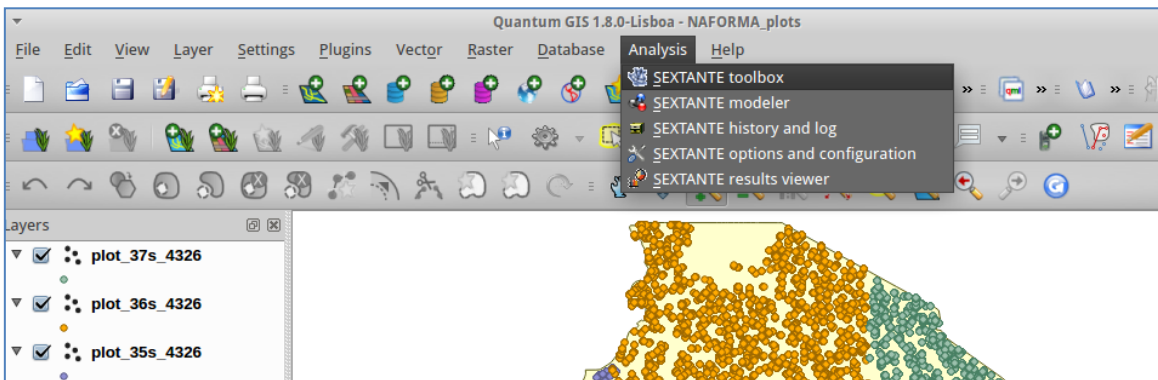 Quantum GIS 1.8.0-Lisboa - NAFORMA_plots
File Edit View Layer Settings Plugins Vector Raster Database Analysis Help
SEXTANTE toolbox
SEXTANTE modeler
SEXTANTE history and log
SEXTANTE options and configuration
SEXTANTE results viewer
» » »
qml
Layers
plot_37s_4326
plot_36s_4326
plot_35s_4326